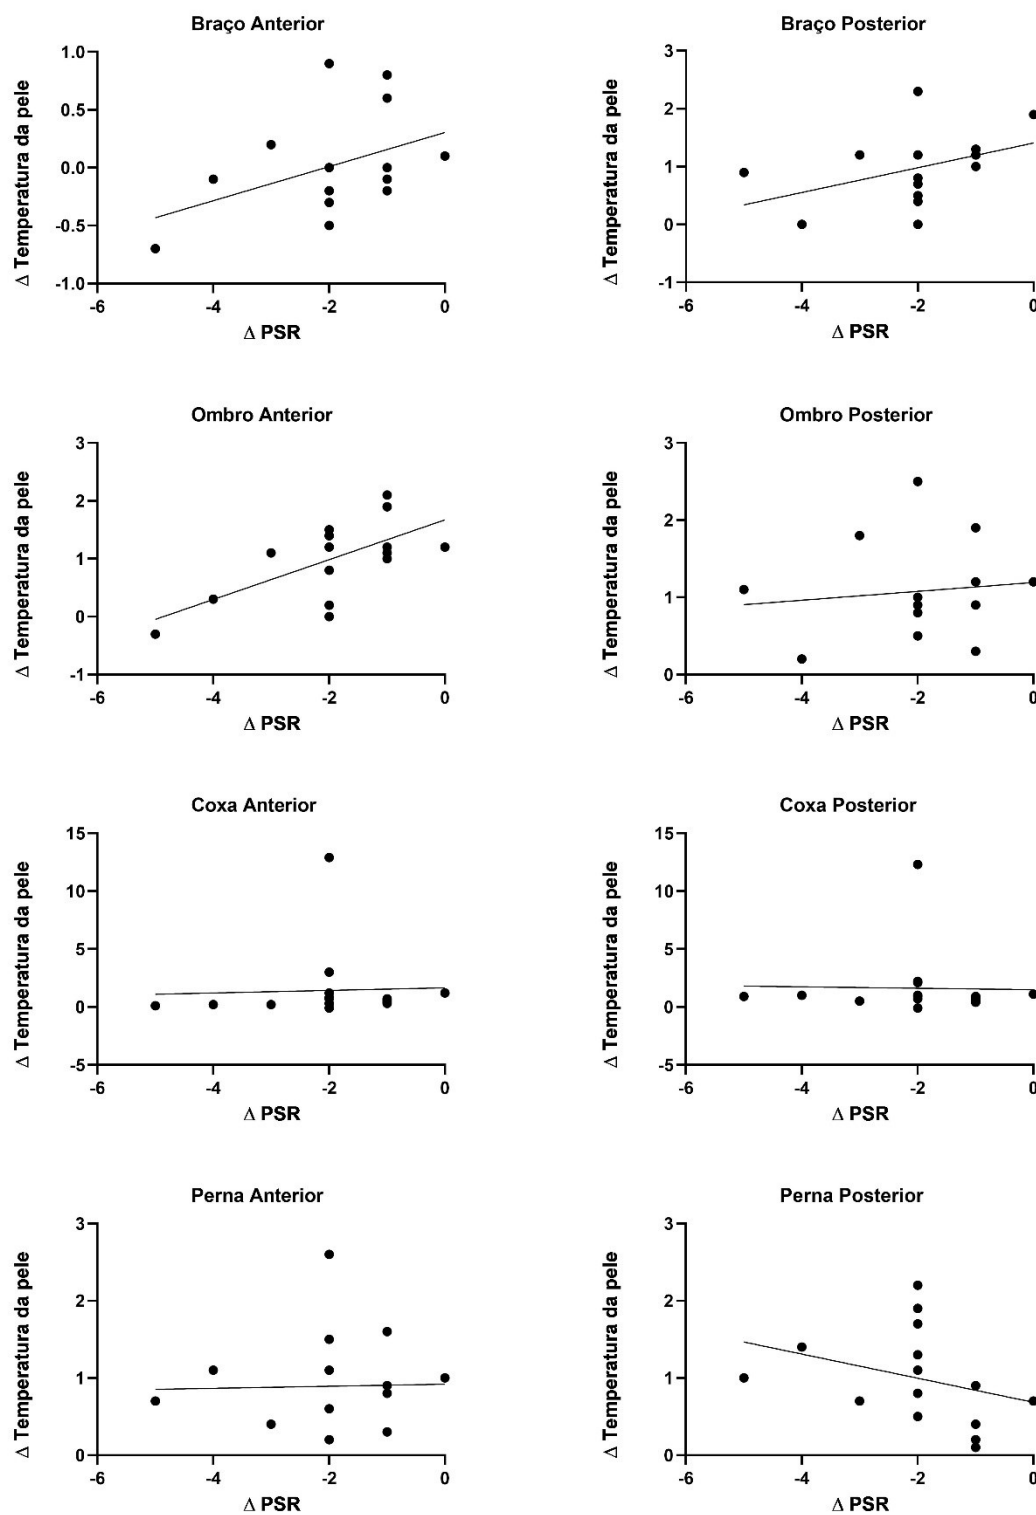 Braço Anterior
1.0
0.5
0.0
-0.5
-1.0
-6
-4
-2
0
Δ Temperatura da pele
Δ PSR
Braço Posterior
3
2
1
0
-1
-6
-4
-2
0
Δ Temperatura da pele
Δ PSR
Ombro Anterior
3
2
1
0
-1
-6
-4
-2
0
Δ Temperatura da pele
Δ PSR
Ombro Posterior
3
2
1
0
-6
-4
-2
0
Δ Temperatura da pele
Δ PSR
Coxa Anterior
15
10
5
0
-5
-6
-4
-2
0
Δ Temperatura da pele
Δ PSR
Coxa Posterior
15
10
5
0
-5
-6
-4
-2
0
Δ Temperatura da pele
Δ PSR
Perna Anterior
3
2
1
0
-6
-4
-2
0
Δ Temperatura da pele
Δ PSR
Perna Posterior
3
2
1
0
-6
-4
-2
0
Δ Temperatura da pele
Δ PSR